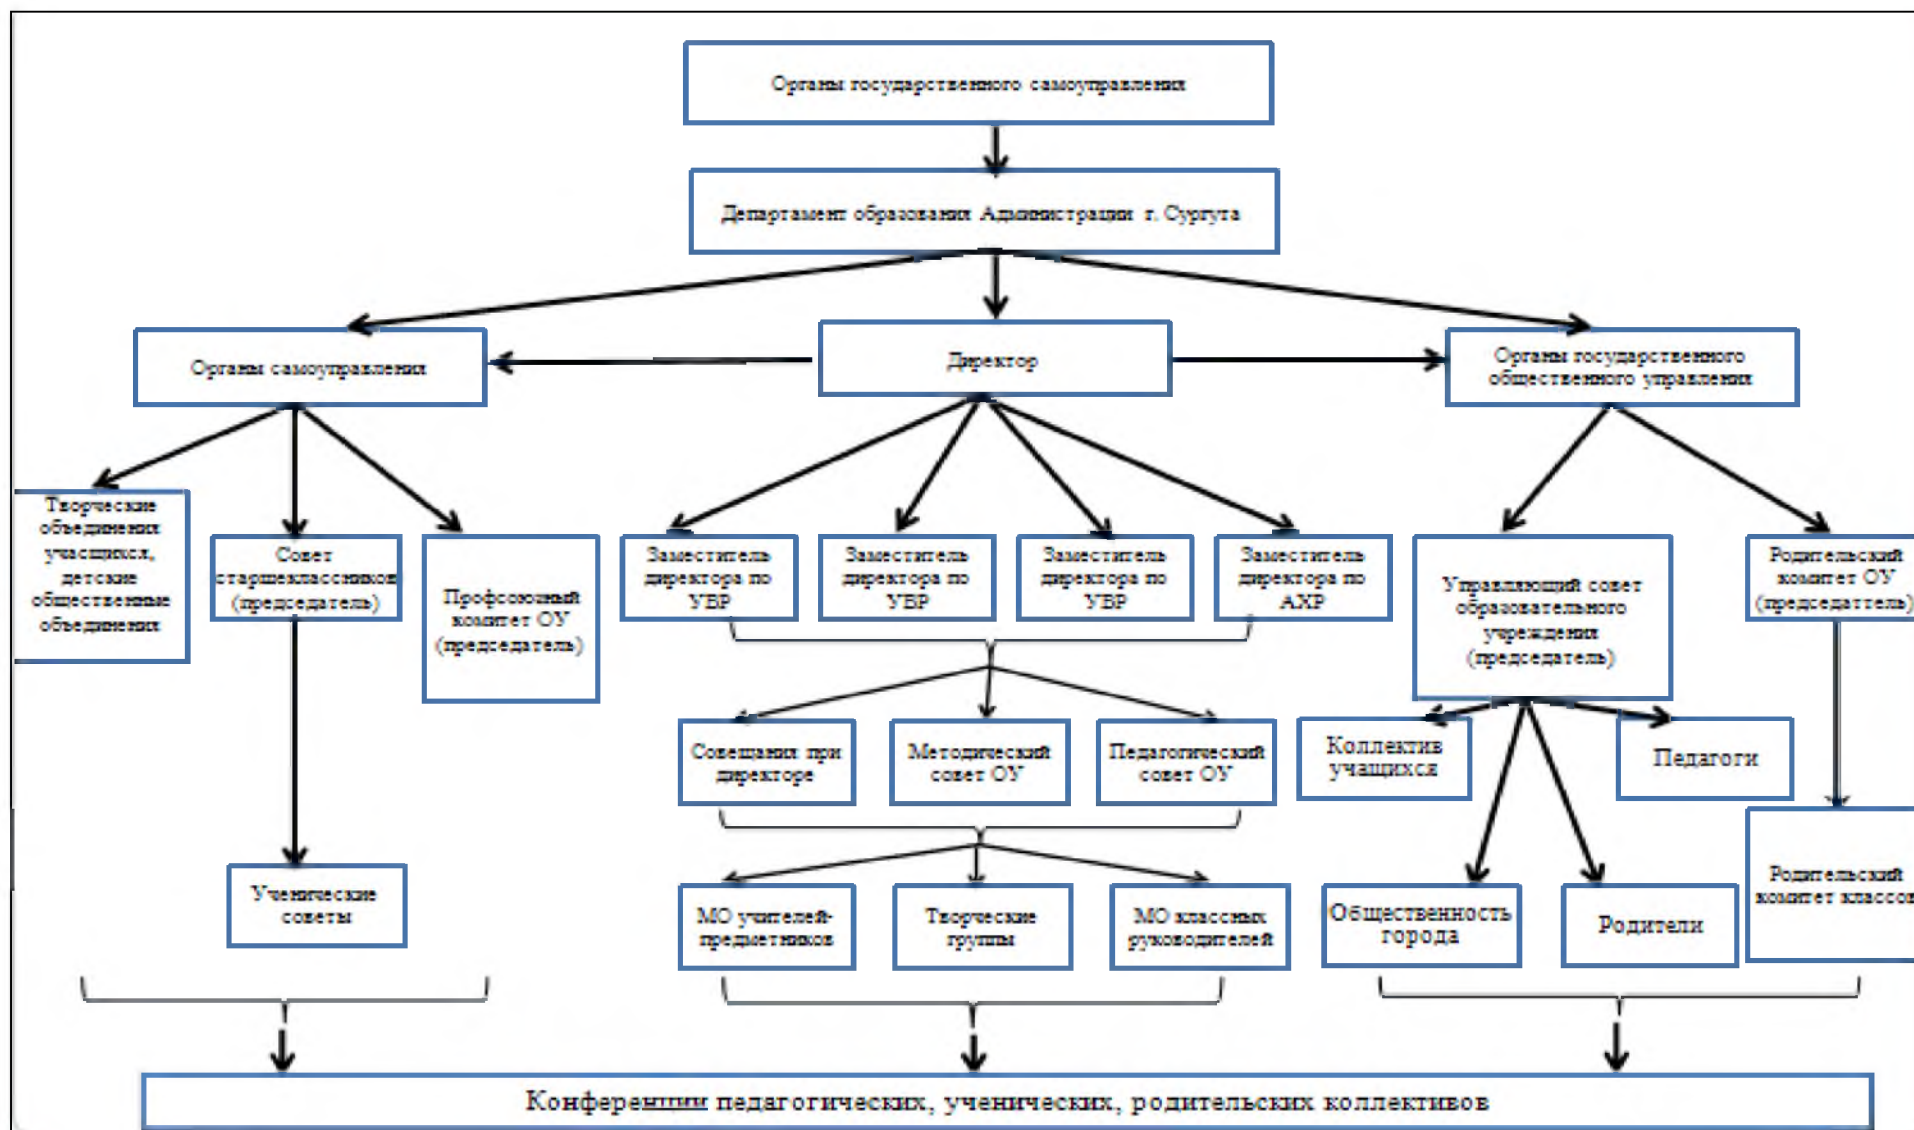 Органы государственного самоуправления
Департамент образования Администрации г. Сургута
Органы самоуправления
Директор
Органы государственного
общественного управления
Творческие
объединения
учасщихся,
детские
общественные
объединения
Совет
старшеклассников
(председатель)
Профсоюзный
комитет ОУ
(председатель)
Заместитель
директора по
УВР
Заместитель
директора по
УВР
Заместитель
директора по
УВР
Заместитель
директора по
АХР
Управляющий совет
образовательного
учреждения
(председатель)
Родительский
комитет ОУ
(председаттель)
Совещания при
директоре
Методический
совет ОУ
Педагогический
совет ОУ
Коллектив
учащихся
Педагоги
Ученические
советы
МО учителей-
предметников
Творческие
группы
МО классных
руководителей
Общественность
города
Родители
Родительский
комитет классов
Конференции педагогических, ученических, родительских коллективов